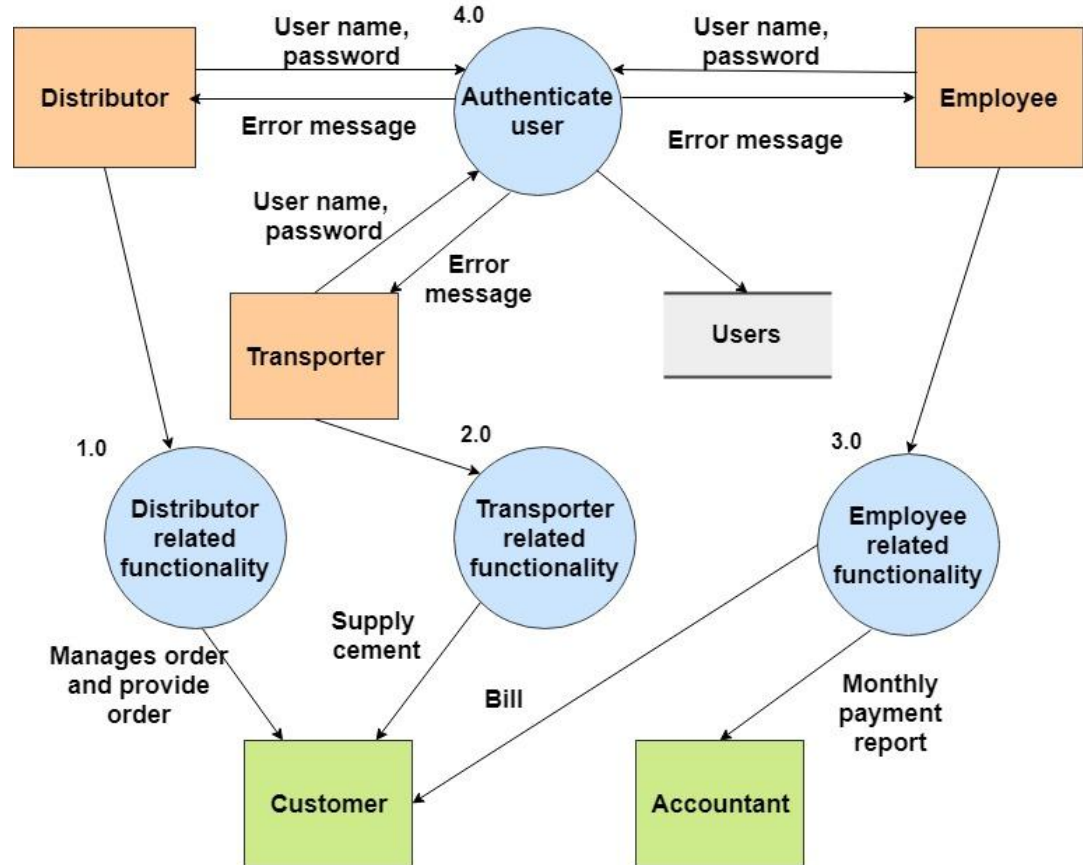 4.0
User name,
password
User name,
password
Distributor
Authenticate
user
Employee
Error message
Error message
User name,
password
Error
message
Users
Transporter
1.0
2.0
3.0
Distributor
related
functionality
Transporter
related
functionality
Employee
related
functionality
Supply
cement
Manages order
and provide
order
Bill
Monthly
payment
report
Customer
Accountant